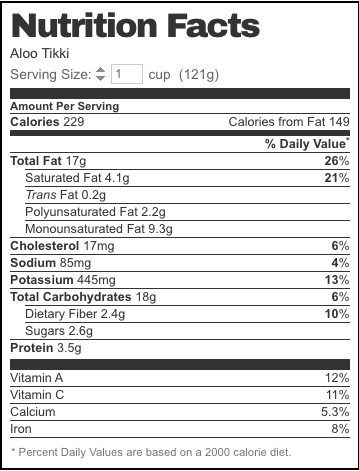 Nutrition Facts
Aloo Tikki
Serving Size: 1 cup (121g)
Amount Per Serving
Calories 229 Calories from Fat 149
% Daily Value*
Total Fat 17g 26%
Saturated Fat 4.1g 21%
Trans Fat 0.2g
Polyunsaturated Fat 2.2g
Monounsaturated Fat 9.3g
Cholesterol 17mg 6%
Sodium 85mg 4%
Potassium 445mg 13%
Total Carbohydrates 18g 6%
Dietary Fiber 2.4g 10%
Sugars 2.6g
Protein 3.5g
Vitamin A 12%
Vitamin C 11%
Calcium 5.3%
Iron 8%
* Percent Daily Values are based on a 2000 calorie diet.